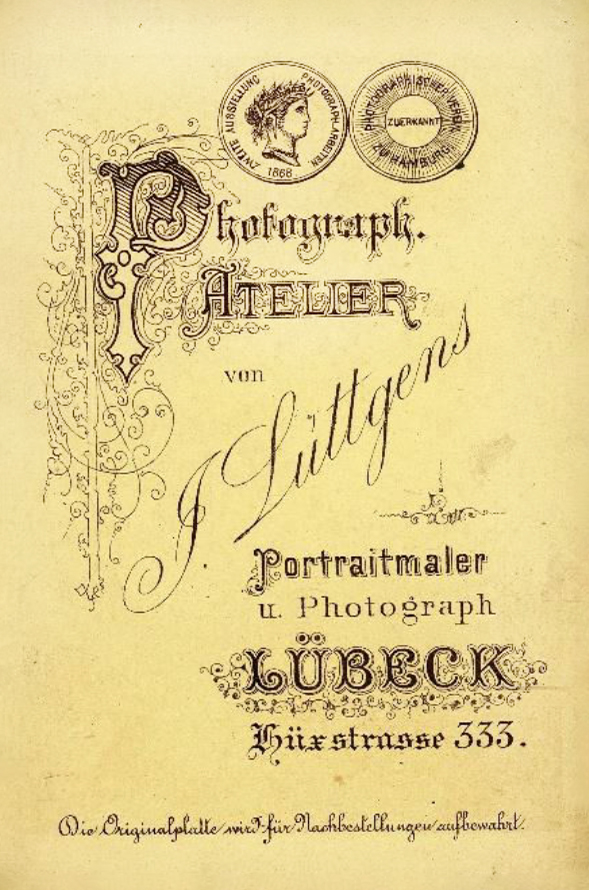 ZWEITE AUSSTELLUNG PHOTOGRAPH. ARBEITEN
1868
PHOTOGRAPHISCHER VEREIN
ZUERKANNT
ZU HAMBURG
Photograph.
ATELIER
von
J. Lüttgens
Portraitmaler
u. Photograph
LÜBECK
Hüxstrasse 333.
Die Originalplatte wird für Nachbestellungen aufbewahrt.